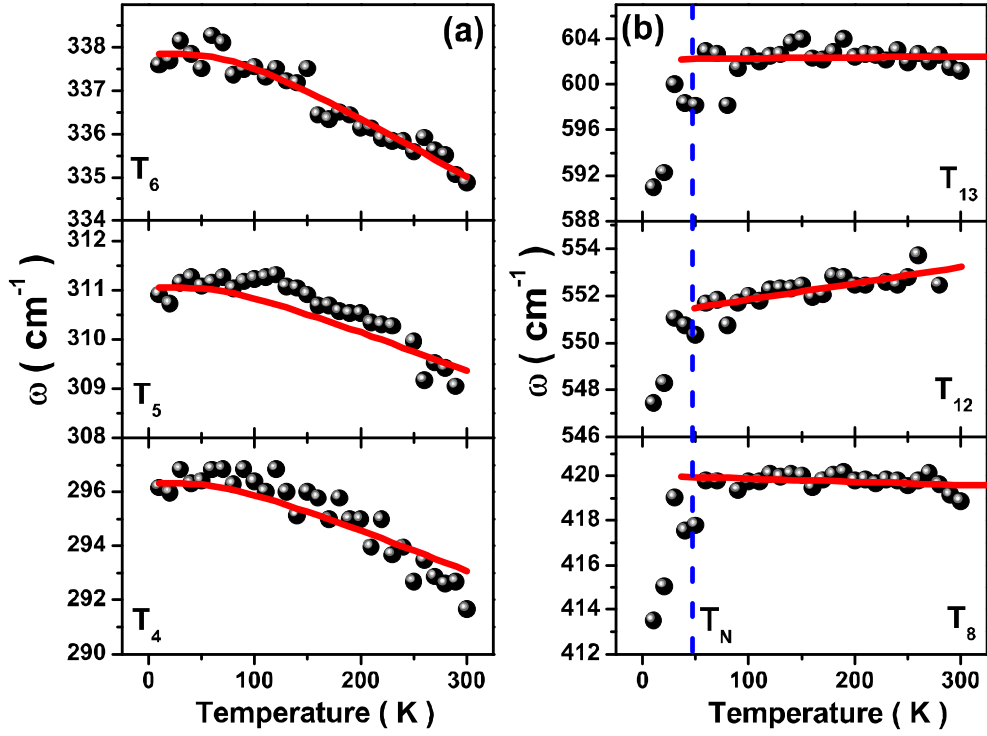 (a)
338
337
336
335
334
T6
312
311
310
309
308
T5
296
294
292
290
T4
ω ( cm-1)
0 100 200 300
Temperature ( K )
(b)
604
600
596
592
588
T13
554
552
550
548
546
T12
420
418
416
414
412
TN
T8
ω ( cm-1)
0 100 200 300
Temperature ( K )